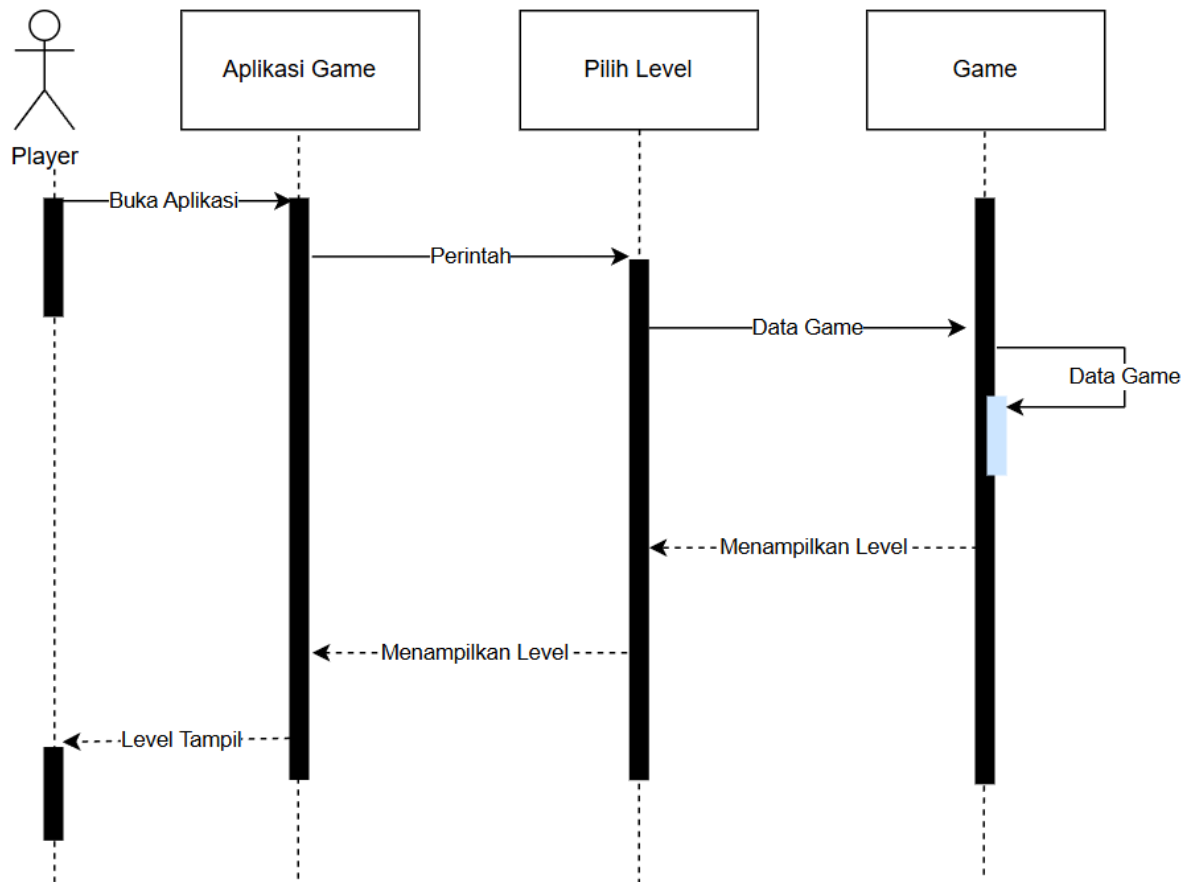 Aplikasi Game
Pilih Level
Game
Player
Buka Aplikasi
Perintah
Data Game
Data Game
Menampilkan Level
Menampilkan Level
Level Tampil